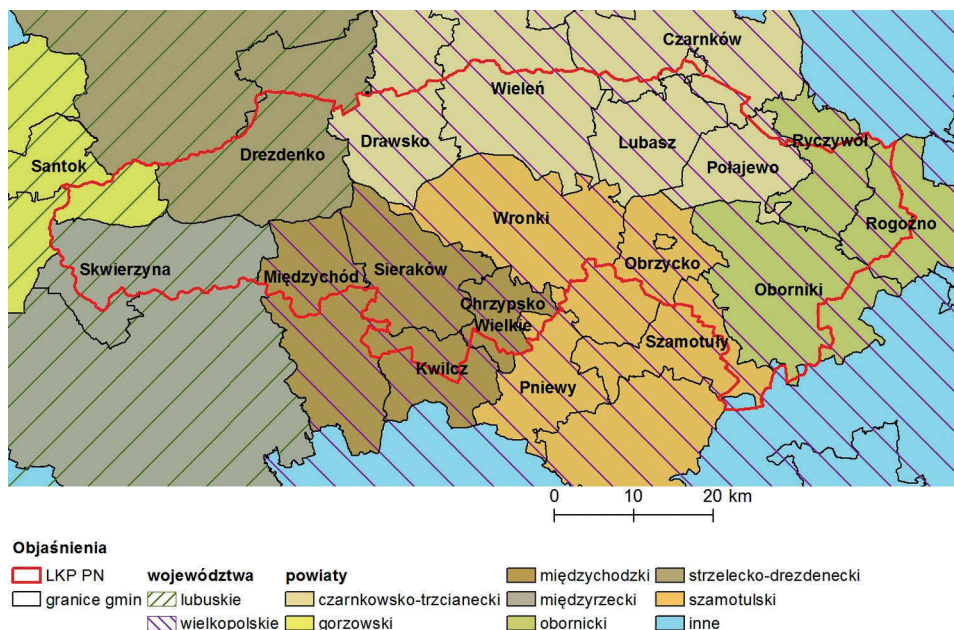 Czarnków
Wieleń
Ryczywół
Drawsko
Lubasz
Drezdenko
Santok
Połajewo
Wronki
Rogoźno
Skwierzyna
Międzychód
Sieraków
Obrzycko
Oborniki
Chrzypsko
Wielkie
Szamotuły
Kwilcz
Pniewy
0 10 20 km
Objaśnienia
LKP PN województwa powiaty międzychodzki strzelecko-drezdenecki
granice gmin lubuskie czarnkowsko-trzcianecki międzyrzecki szamotulski
wielkopolskie gorzowski obornicki inne